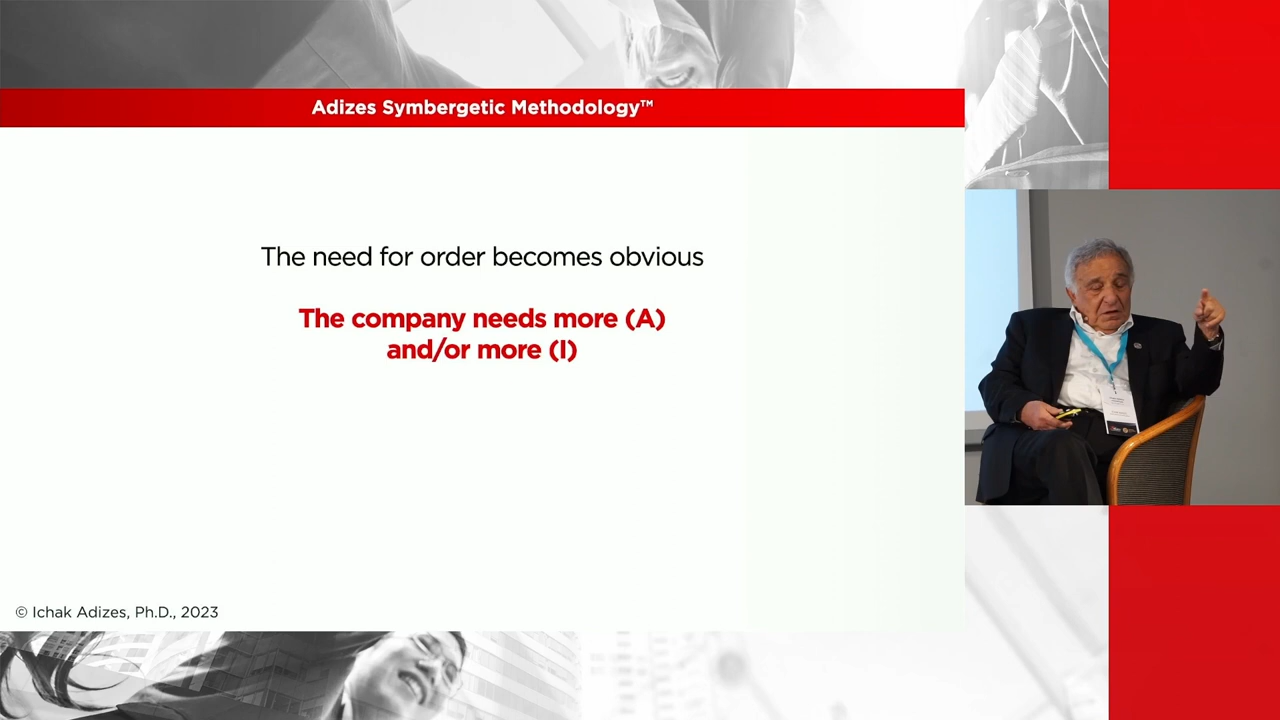 Adizes Symbergetic Methodology™
The need for order becomes obvious
The company needs more (A)
and/or more (I)
© Ichak Adizes, Ph.D., 2023